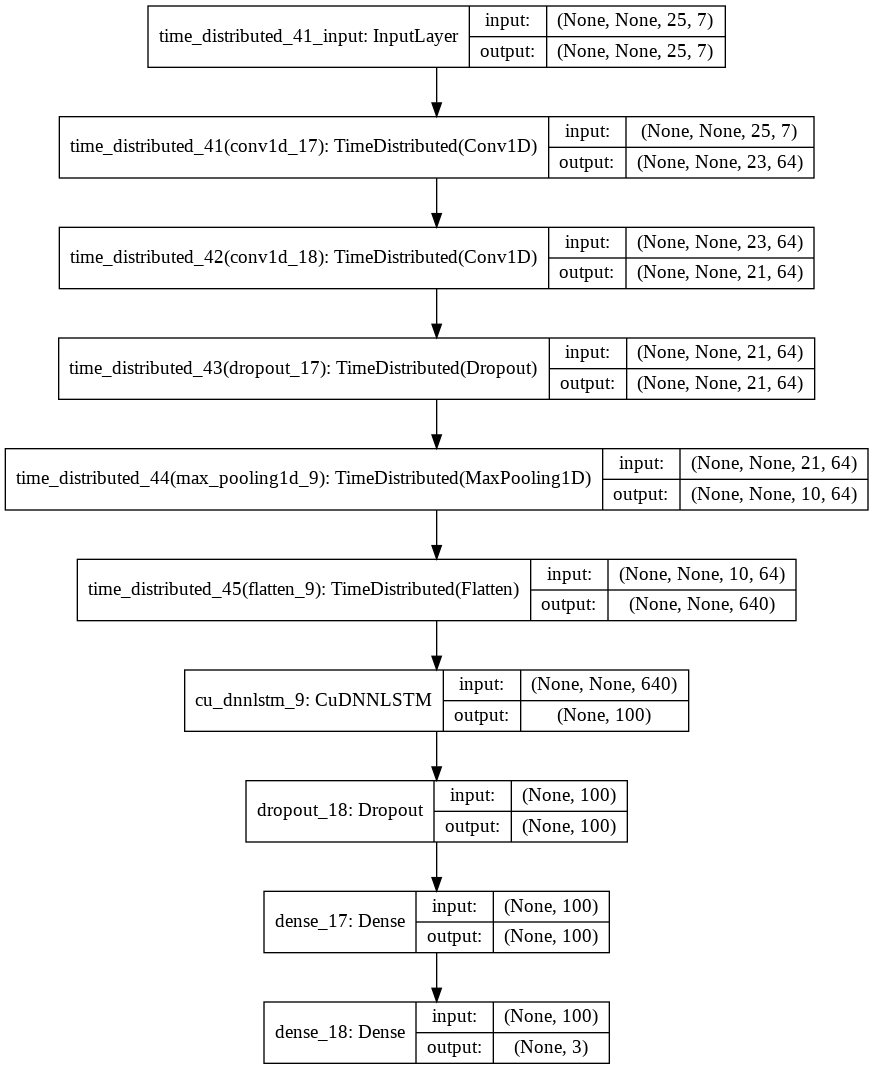 time_distributed_41_input: InputLayer
input: (None, None, 25, 7)
output: (None, None, 25, 7)
time_distributed_41(conv1d_17): TimeDistributed(Conv1D)
input: (None, None, 25, 7)
output: (None, None, 23, 64)
time_distributed_42(conv1d_18): TimeDistributed(Conv1D)
input: (None, None, 23, 64)
output: (None, None, 21, 64)
time_distributed_43(dropout_17): TimeDistributed(Dropout)
input: (None, None, 21, 64)
output: (None, None, 21, 64)
time_distributed_44(max_pooling1d_9): TimeDistributed(MaxPooling1D)
input: (None, None, 21, 64)
output: (None, None, 10, 64)
time_distributed_45(flatten_9): TimeDistributed(Flatten)
input: (None, None, 10, 64)
output: (None, None, 640)
cu_dnnlstm_9: CuDNNLSTM
input: (None, None, 640)
output: (None, 100)
dropout_18: Dropout
input: (None, 100)
output: (None, 100)
dense_17: Dense
input: (None, 100)
output: (None, 100)
dense_18: Dense
input: (None, 100)
output: (None, 3)